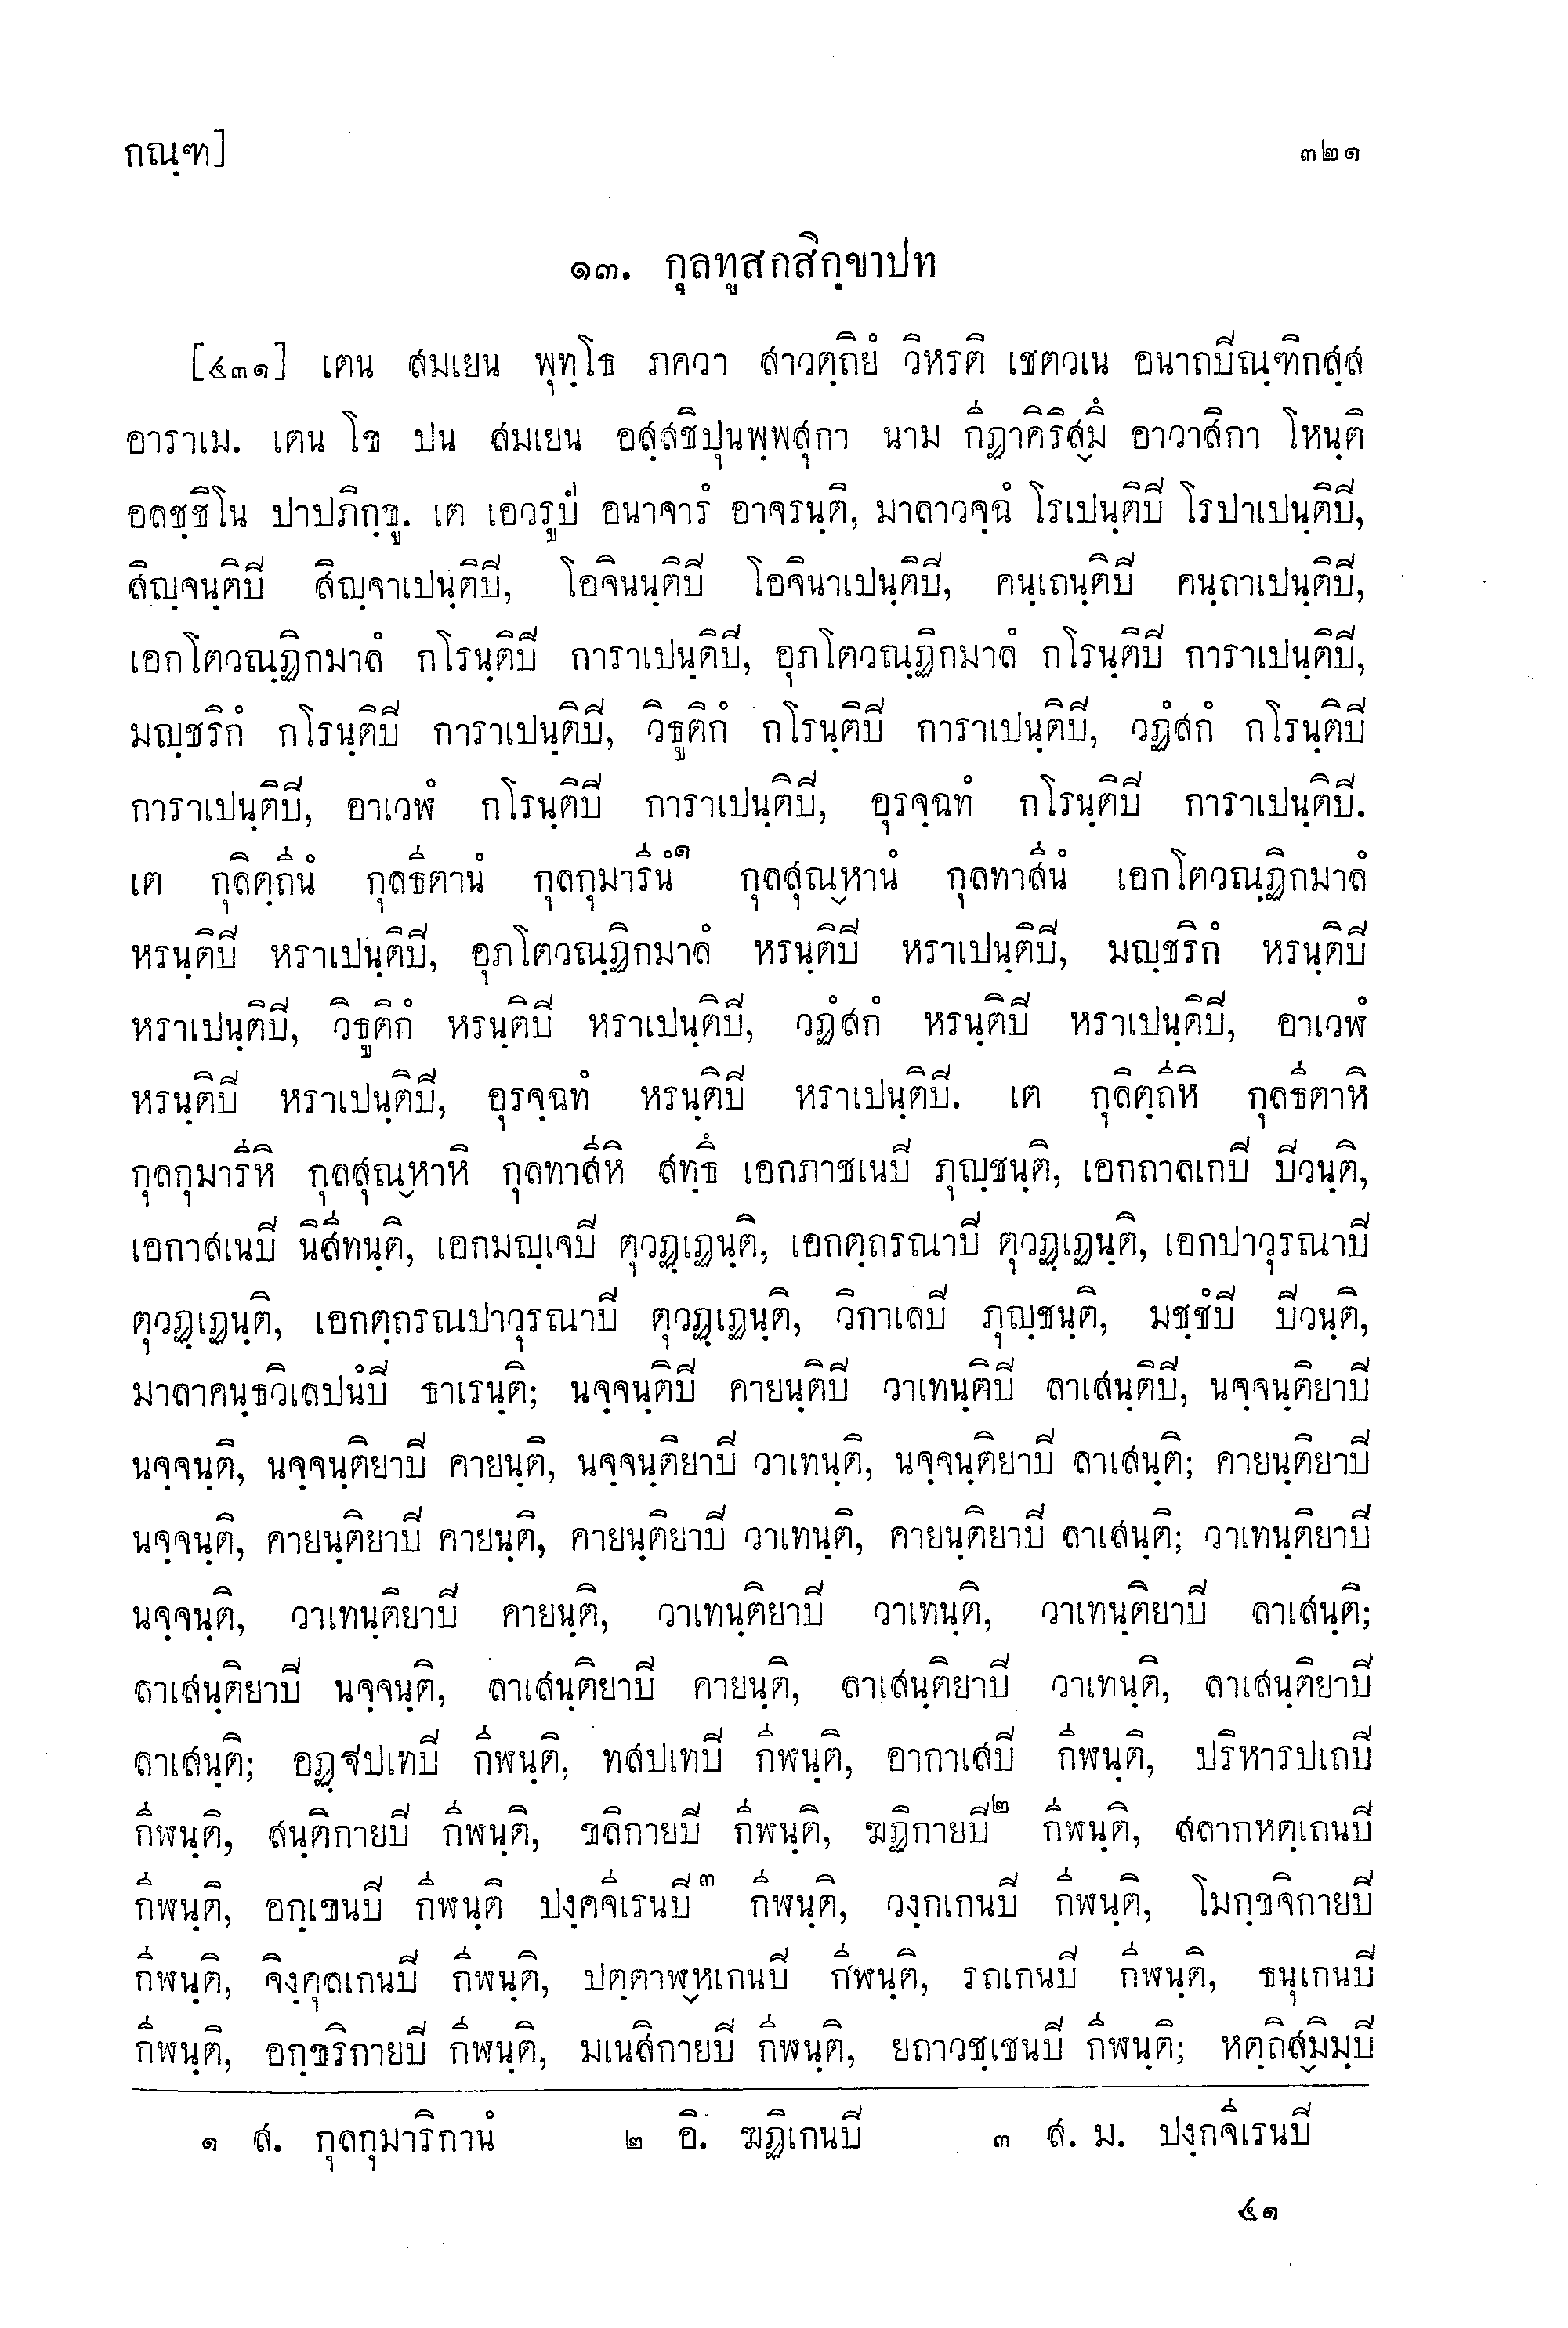 กณฺฑ] ๓๒๑
๑๓. กุลทูสกสิกฺขาปท
[๔๓๑] เตน สมเยน พุทฺโธ ภควา สาวตฺถิยํ วิหรติ เชตวเน อนาถปิณฺฑิกสฺส
อาราเม. เตน โข ปน สมเยน อสฺสชิปุนพฺพสุกา นาม กีฏาคิริสฺมึ อาวาสิกา โหนฺติ
อลชฺชิโน ปาปภิกฺขู. เต เอวรูปํ อนาจารํ อาจรนฺติ, มาลาวจฺฉํ โรเปนฺติปิ โรปาเปนฺติปิ,
สิญฺจนฺติปิ สิญฺจาเปนฺติปิ, โอจินนฺติปิ โอจินาเปนฺติปิ, คนฺเถนฺติปิ คนฺถาเปนฺติปิ,
เอกโตวณฺฏิกมาลํ กโรนฺติปิ การาเปนฺติปิ, อุภโตวณฺฏิกมาลํ กโรนฺติปิ การาเปนฺติปิ,
มญฺชริกํ กโรนฺติปิ การาเปนฺติปิ, วิธูติกํ กโรนฺติปิ การาเปนฺติปิ, วฏํสกํ กโรนฺติปิ
การาเปนฺติปิ, อาเวฬํ กโรนฺติปิ การาเปนฺติปิ, อุรจฺฉทํ กโรนฺติปิ การาเปนฺติปิ.
เต กุลิตฺถีนํ กุลธีตานํ กุลกุมารีนํ๑ กุลสุณฺหานํ กุลทาสีนํ เอกโตวณฺฏิกมาลํ
หรนฺติปิ หราเปนฺติปิ, อุภโตวณฺฏิกมาลํ หรนฺติปิ หราเปนฺติปิ, มญฺชริกํ หรนฺติปิ
หราเปนฺติปิ, วิธูติกํ หรนฺติปิ หราเปนฺติปิ, วฏํสกํ หรนฺติปิ หราเปนฺติปิ, อาเวฬํ
หรนฺติปิ หราเปนฺติปิ, อุรจฺฉทํ หรนฺติปิ หราเปนฺติปิ. เต กุลิตฺถีหิ กุลธีตาหิ
กุลกุมารีหิ กุลสุณฺหาหิ กุลทาสีหิ สทฺธึ เอกภาชเนปิ ภุญฺชนฺติ, เอกถาลเกปิ ปิวนฺติ,
เอกาสเนปิ นิสีทนฺติ, เอกมญฺเจปิ ตุวฏฺเฏนฺติ, เอกตฺถรณาปิ ตุวฏฺเฏนฺติ, เอกปาวุรณาปิ
ตุวฏฺเฏนฺติ, เอกตฺถรณปาวุรณาปิ ตุวฏฺเฏนฺติ, วิกาเลปิ ภุญฺชนฺติ, มชฺชํปิ ปิวนฺติ,
มาลาคนฺธวิเลปนํปิ ธาเรนฺติ; นจฺจนฺติปิ คายนฺติปิ วาเทนฺติปิ ลาเสนฺติปิ, นจฺจนฺติยาปิ
นจฺจนฺติ, นจฺจนฺติยาปิ คายนฺติ, นจฺจนฺติยาปิ วาเทนฺติ, นจฺจนฺติยาปิ ลาเสนฺติ; คายนฺติยาปิ
นจฺจนฺติ, คายนฺติยาปิ คายนฺติ, คายนฺติยาปิ วาเทนฺติ, คายนฺติยาปิ ลาเสนฺติ; วาเทนฺติยาปิ
นจฺจนฺติ, วาเทนฺติยาปิ คายนฺติ, วาเทนฺติยาปิ วาเทนฺติ, วาเทนฺติยาปิ ลาเสนฺติ;
ลาเสนฺติยาปิ นจฺจนฺติ, ลาเสนฺติยาปิ คายนฺติ, ลาเสนฺติยาปิ วาเทนฺติ, ลาเสนฺติยาปิ
ลาเสนฺติ; อฏฺฐปเทปิ กีฬนฺติ, ทสปเทปิ กีฬนฺติ, อากาเสปิ กีฬนฺติ, ปริหารปเถปิ
กีฬนฺติ, สนฺติกายปิ กีฬนฺติ, ขลิกายปิ กีฬนฺติ, ฆฏิกายปิ๒ กีฬนฺติ, สลากหตฺเถนปิ
กีฬนฺติ, อกฺเขนปิ กีฬนฺติ ปงฺคจีเรนปิ๓ กีฬนฺติ, วงฺกเกนปิ กีฬนฺติ, โมกฺขจิกายปิ
กีฬนฺติ, จิงฺคุลเกนปิ กีฬนฺติ, ปตฺตาฬฺหเกนปิ กีฬนฺติ, รถเกนปิ กีฬนฺติ, ธนุเกนปิ
กีฬนฺติ, อกฺขริกายปิ กีฬนฺติ, มเนสิกายปิ กีฬนฺติ, ยถาวชฺเชนปิ กีฬนฺติ; หตฺถิสฺมิมฺปิ
๑ ส. กุลกุมาริกานํ ๒ อิ. ฆฏิเกนปิ ๓ ส. ม. ปงฺกจีเรนปิ
๔๑